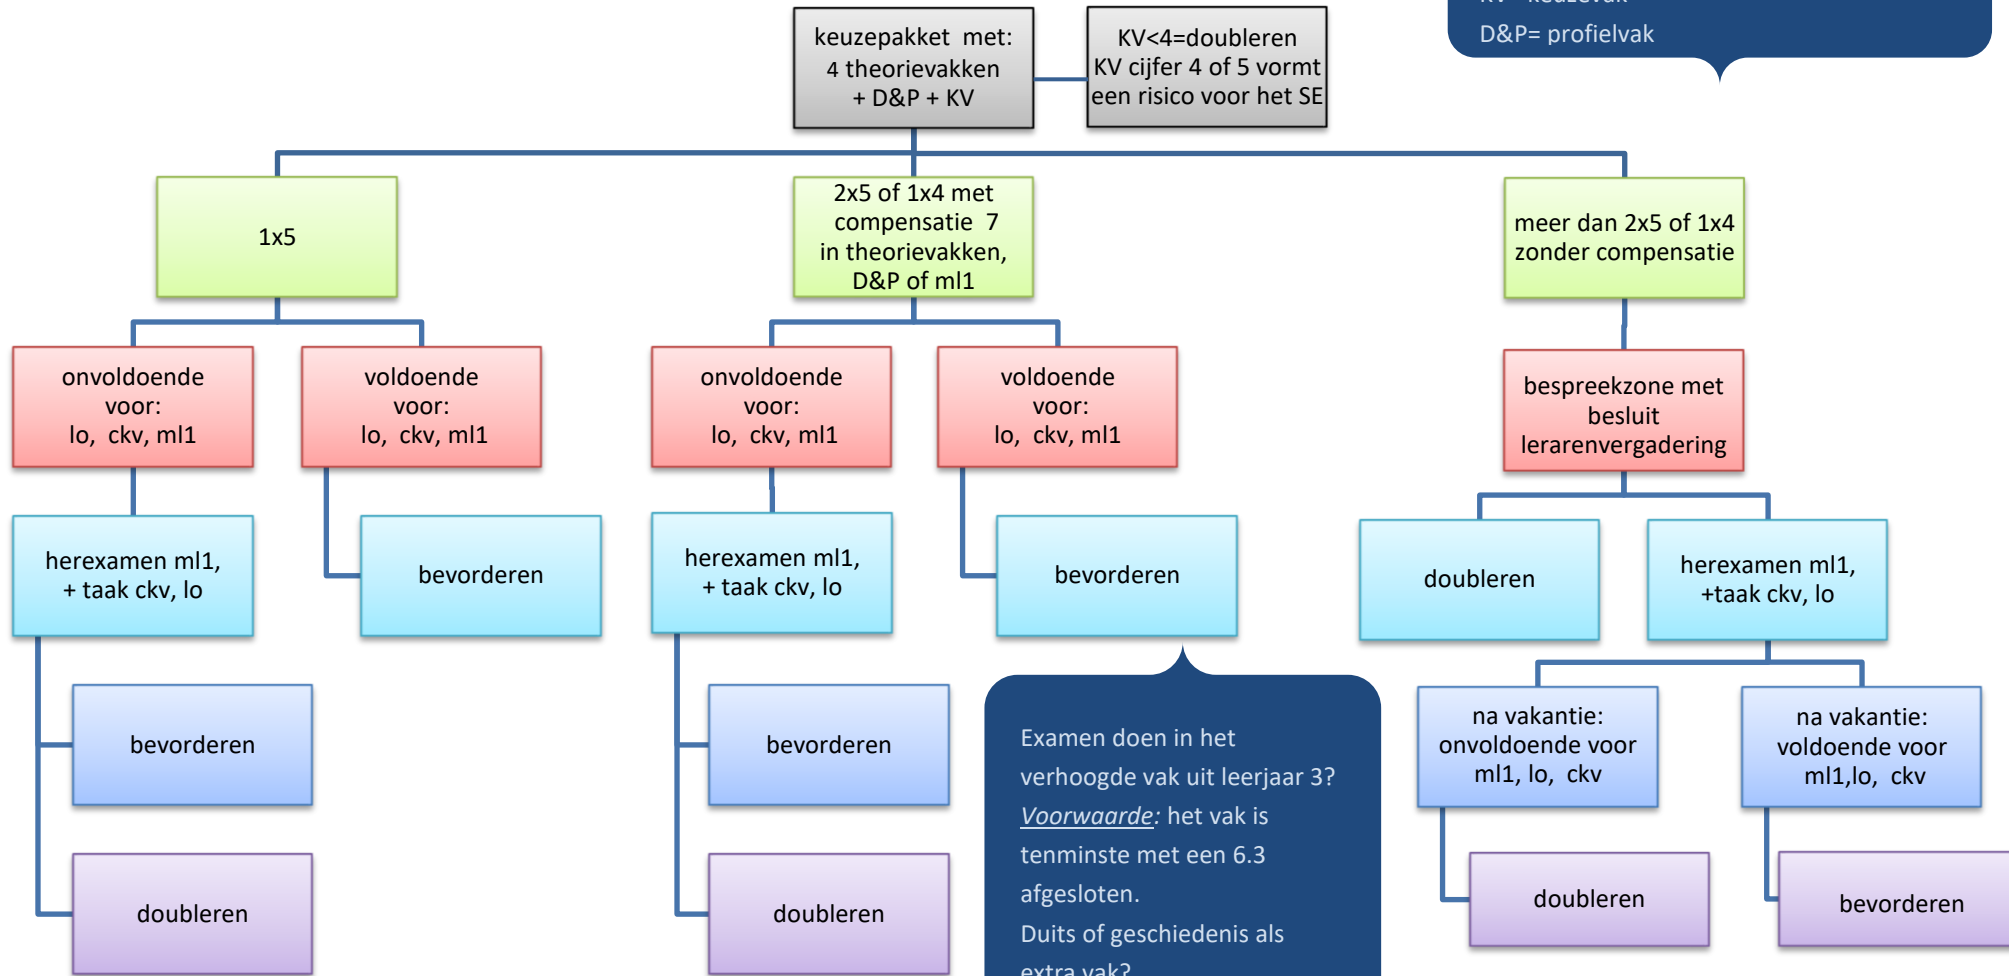 KV= keuzevak
D&P= profielvak
keuzepakket met:
4 theorievakken
+ D&P + KV
KV<4=doubleren
KV cijfer 4 of 5 vormt
een risico voor het SE
1x5
2x5 of 1x4 met
compensatie 7
in theorievakken,
D&P of ml1
meer dan 2x5 of 1x4
zonder compensatie
onvoldoende
voor:
lo, ckv, ml1
voldoende
voor:
lo, ckv, ml1
onvoldoende
voor:
lo, ckv, ml1
voldoende
voor:
lo, ckv, ml1
bespreekzone met
besluit
lerarenvergadering
herexamen ml1,
+ taak ckv, lo
bevorderen
herexamen ml1,
+ taak ckv, lo
bevorderen
doubleren
herexamen ml1,
+taak ckv, lo
bevorderen
bevorderen
na vakantie:
onvoldoende voor
ml1, lo, ckv
na vakantie:
voldoende voor
ml1,lo, ckv
doubleren
doubleren
Examen doen in het
verhoogde vak uit leerjaar 3?
Voorwaarde: het vak is
tenminste met een 6.3
afgesloten.
Duits of geschiedenis als
extra vak?
doubleren
bevorderen